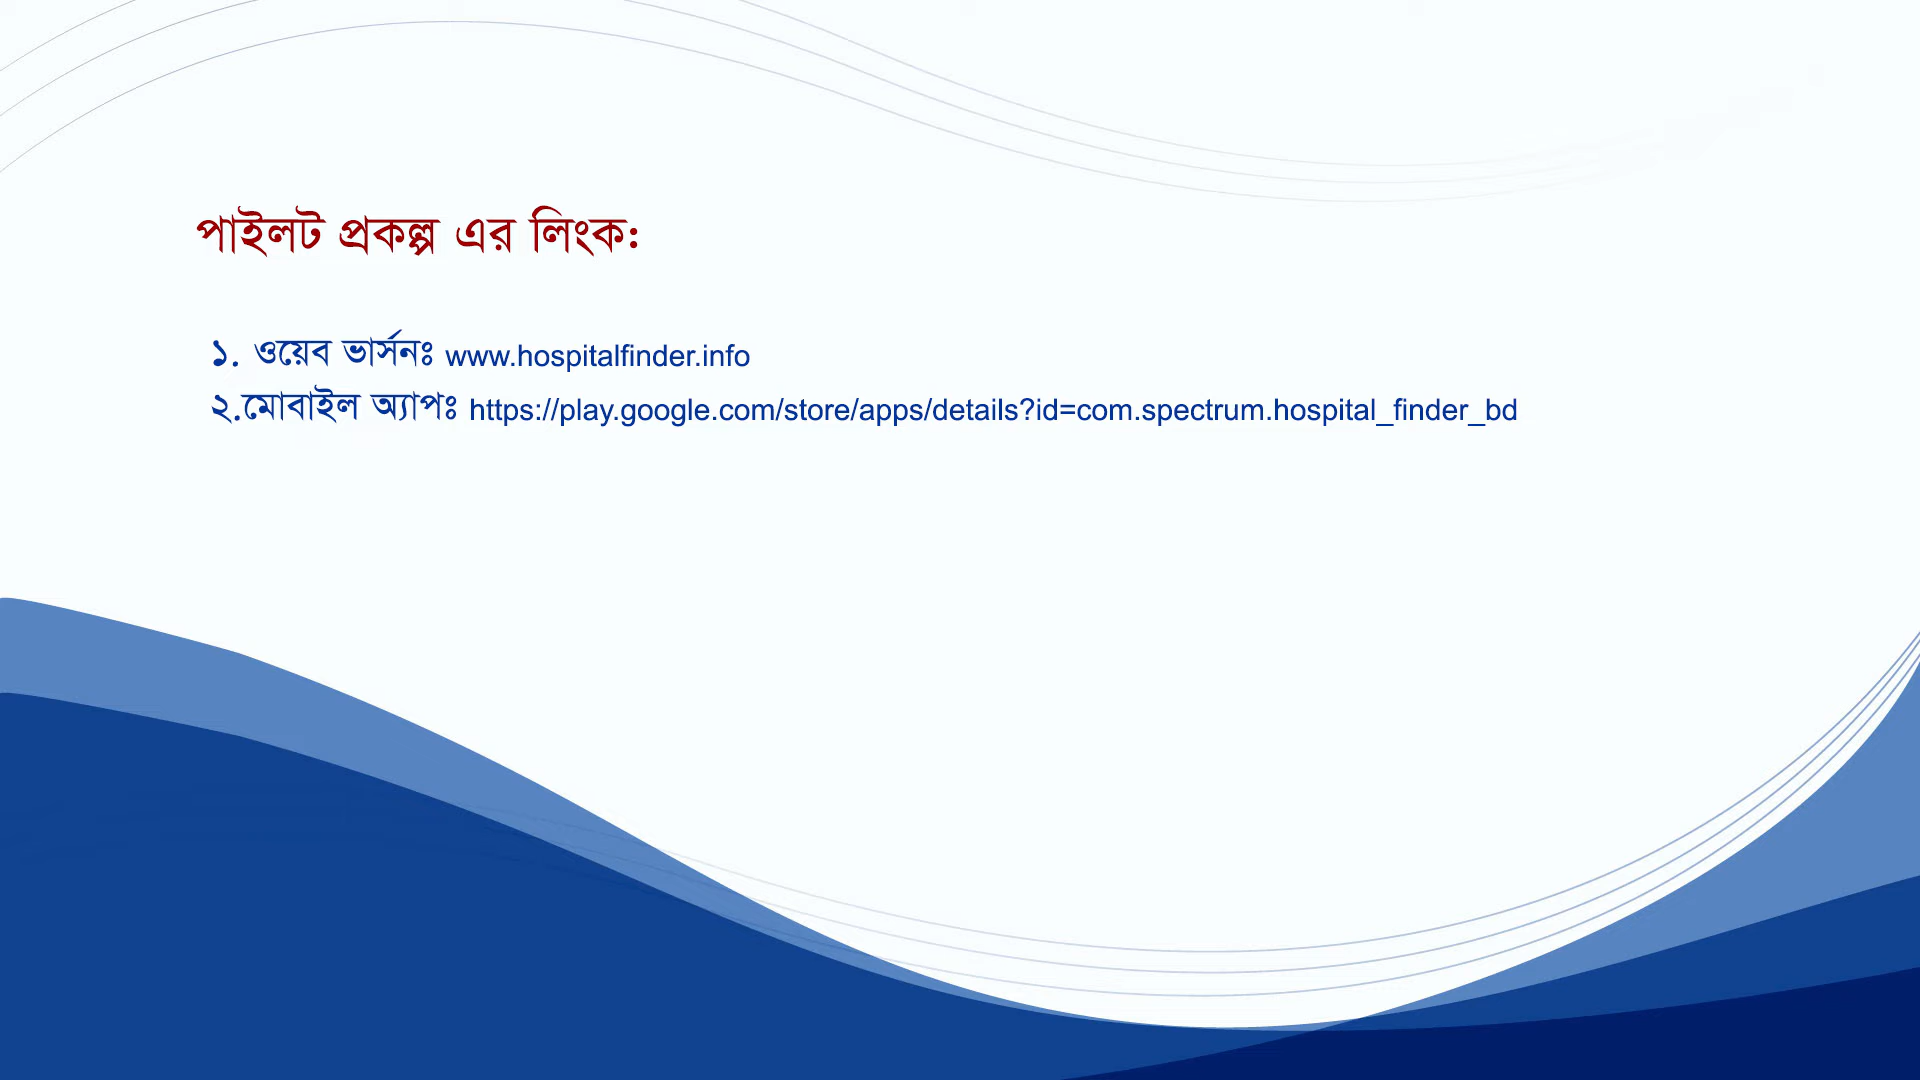 পাইলট প্রকল্প এর লিংক:
১. ওয়েব ভার্সনঃ www.hospitalfinder.info
২.মোবাইল অ্যাপঃ https://play.google.com/store/apps/details?id=com.spectrum.hospital_finder_bd